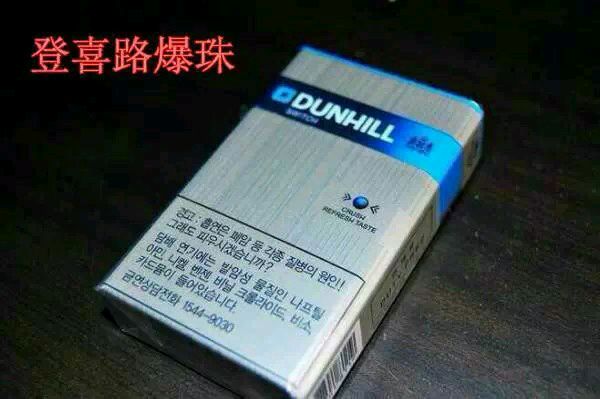 登喜路爆珠
DUNHILL
SWITCH
CRUSH
REFRESH TASTE
경고 : 흡연은 폐암 등 각종 질병의 원인!
그래도 피우시겠습니까?
담배 연기에는 발암성 물질인 나프틸
아민, 니켈, 벤젠, 비닐 크롤라이드, 비소
카드뮴이 들어있습니다.
금연상담전화 1544-9030